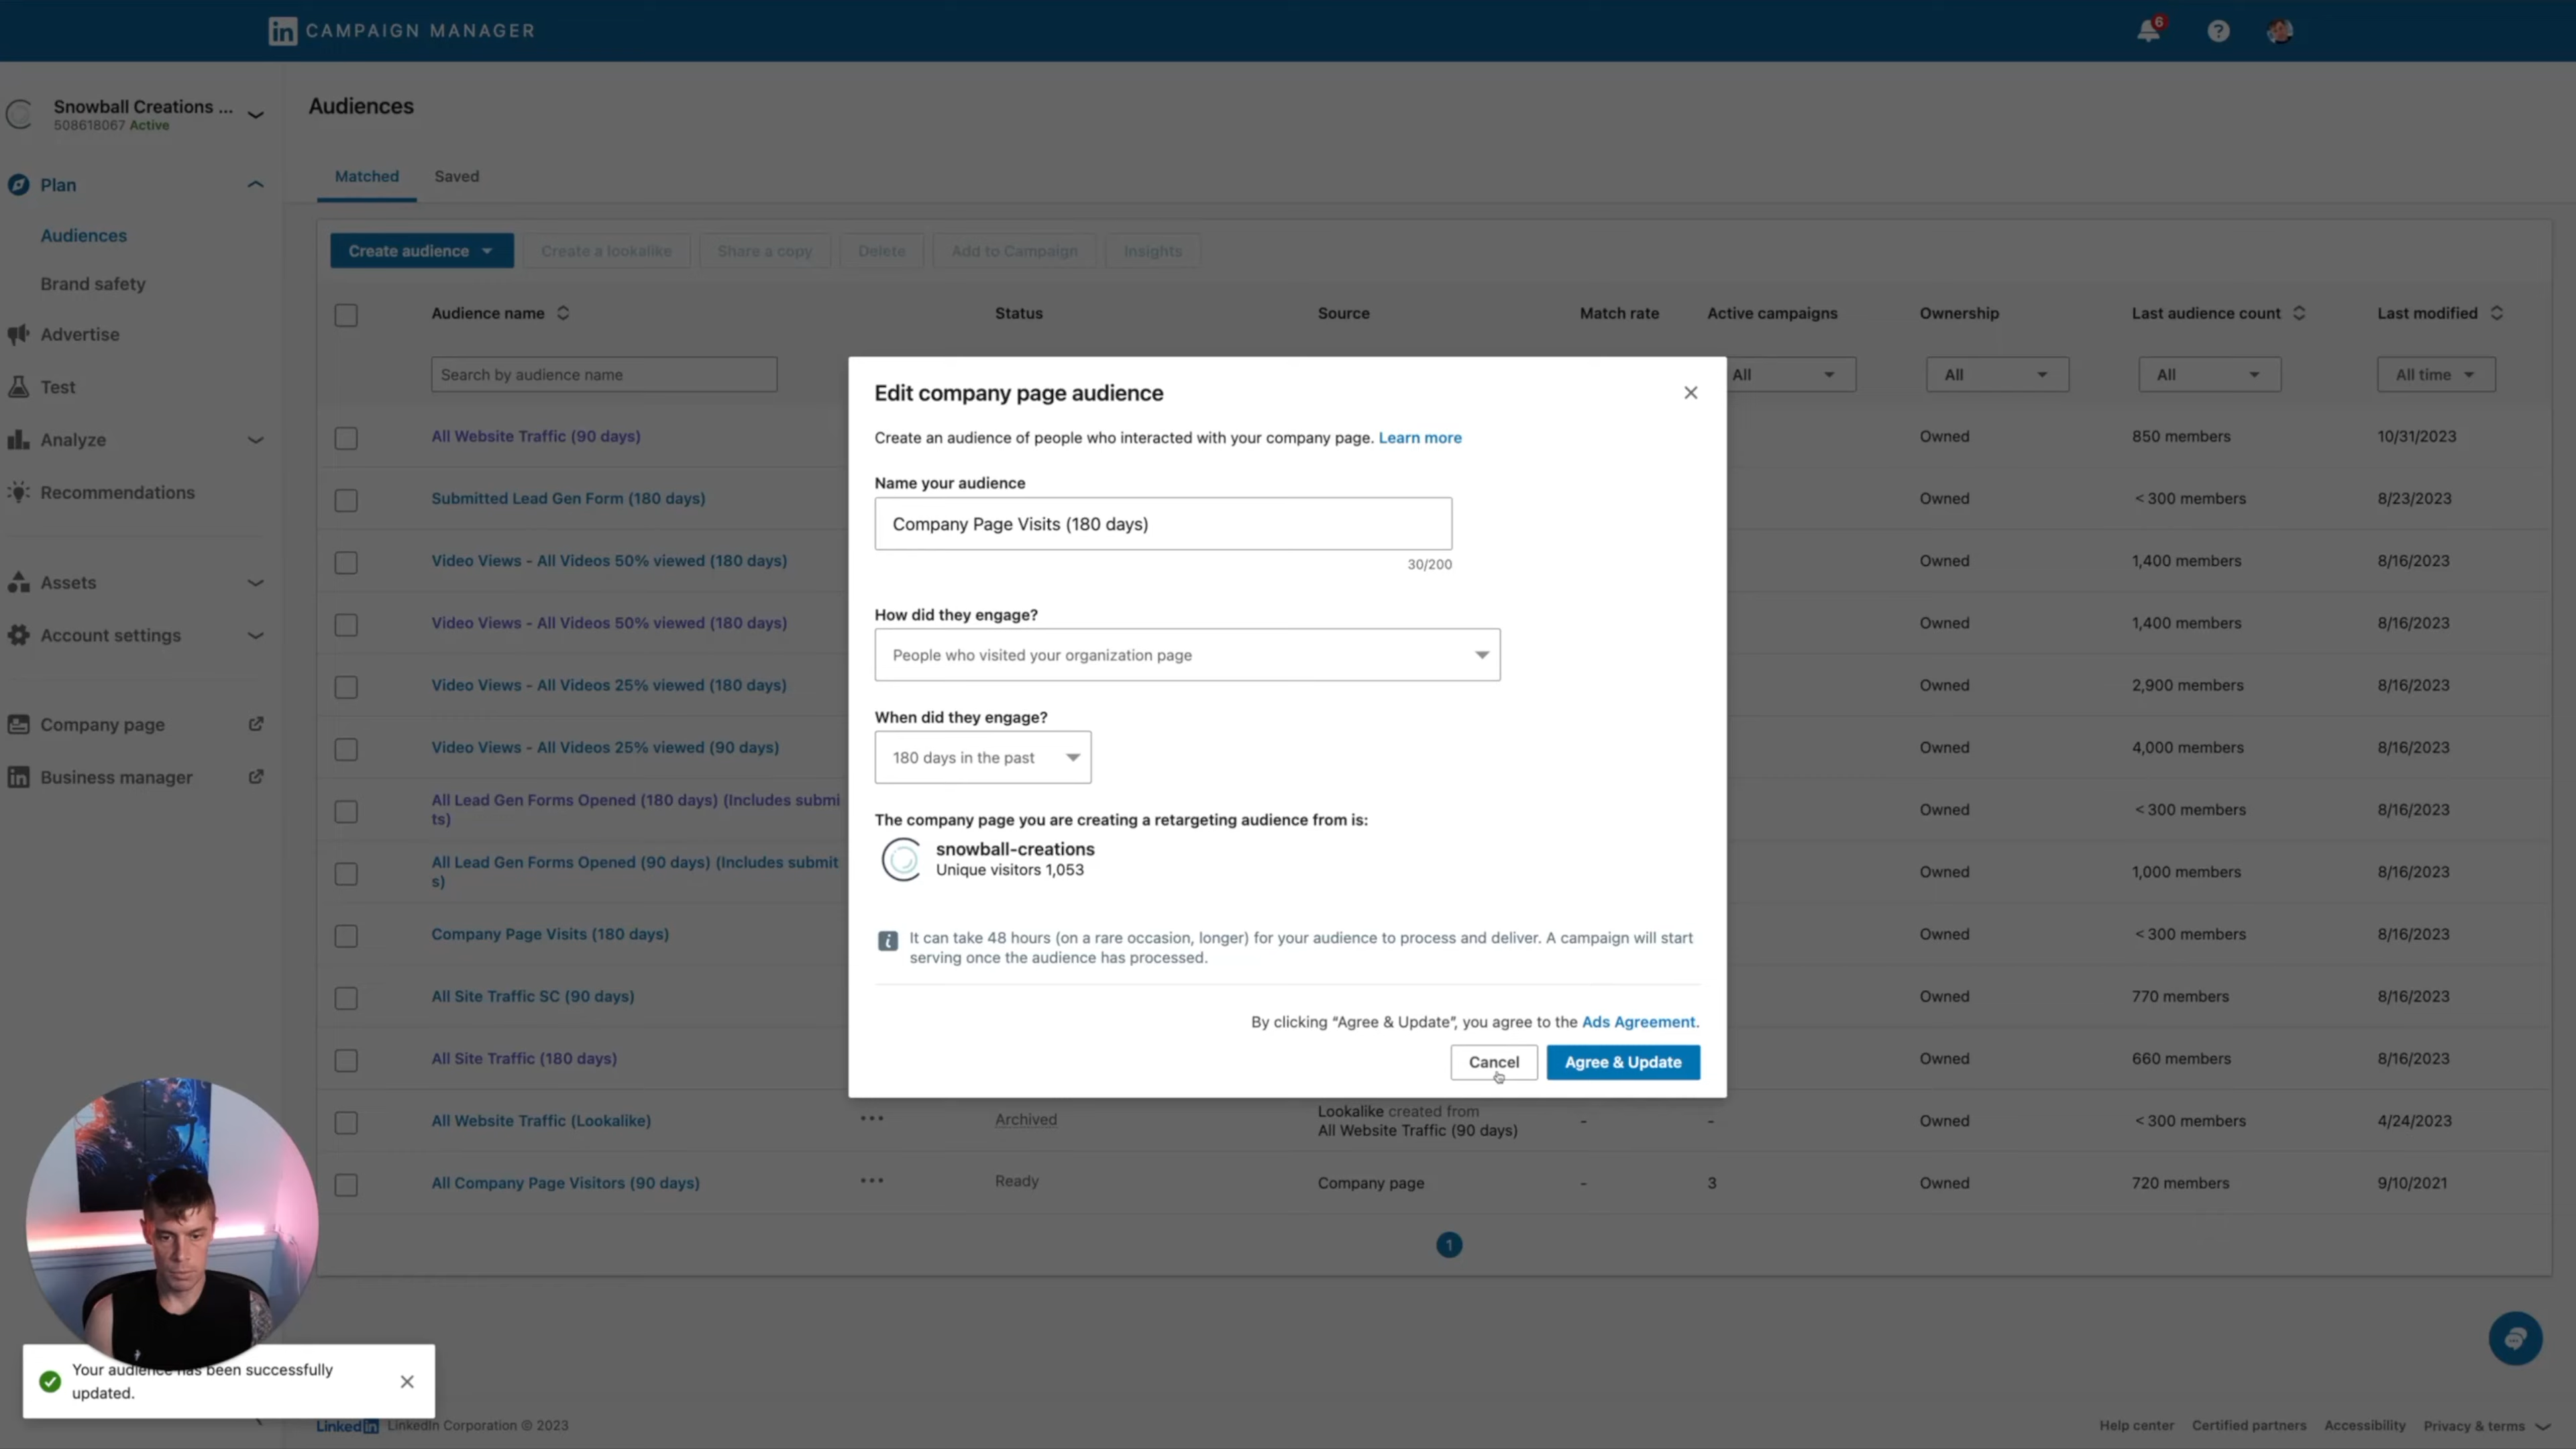 in CAMPAIGN MANAGER
6
?
Snowball Creations ...
508618067 Active
Plan
Audiences
Brand safety
Advertise
Test
Analyze
Recommendations
Assets
Account settings
Company page
Business manager
Audiences
Matched Saved
Create audience Create a lookalike Share a copy Delete Add to Campaign Insights
Audience name Status Source Match rate Active campaigns Ownership Last audience count Last modified
Search by audience name All All All All time
All Website Traffic (90 days) Owned 850 members 10/31/2023
Submitted Lead Gen Form (180 days) Owned < 300 members 8/23/2023
Video Views - All Videos 50% viewed (180 days) Owned 1,400 members 8/16/2023
Video Views - All Videos 50% viewed (180 days) Owned 1,400 members 8/16/2023
Video Views - All Videos 25% viewed (180 days) Owned 2,900 members 8/16/2023
Video Views - All Videos 25% viewed (90 days) Owned 4,000 members 8/16/2023
All Lead Gen Forms Opened (180 days) (Includes submi
ts) Owned < 300 members 8/16/2023
All Lead Gen Forms Opened (90 days) (Includes submit
s) Owned 1,000 members 8/16/2023
Company Page Visits (180 days) Owned < 300 members 8/16/2023
All Site Traffic SC (90 days) Owned 770 members 8/16/2023
All Site Traffic (180 days) Owned 660 members 8/16/2023
All Website Traffic (Lookalike) ••• Archived Lookalike created from
All Website Traffic (90 days) - - Owned < 300 members 4/24/2023
All Company Page Visitors (90 days) ••• Ready Company page - 3 Owned 720 members 9/10/2021
1
Edit company page audience
Create an audience of people who interacted with your company page. Learn more
Name your audience
Company Page Visits (180 days)
30/200
How did they engage?
People who visited your organization page
When did they engage?
180 days in the past
The company page you are creating a retargeting audience from is:
snowball-creations
Unique visitors 1,053
It can take 48 hours (on a rare occasion, longer) for your audience to process and deliver. A campaign will start
serving once the audience has processed.
By clicking “Agree & Update”, you agree to the Ads Agreement.
Cancel Agree & Update
Your audience has been successfully
updated.
LinkedIn LinkedIn Corporation © 2023
Help center Certified partners Accessibility Privacy & terms